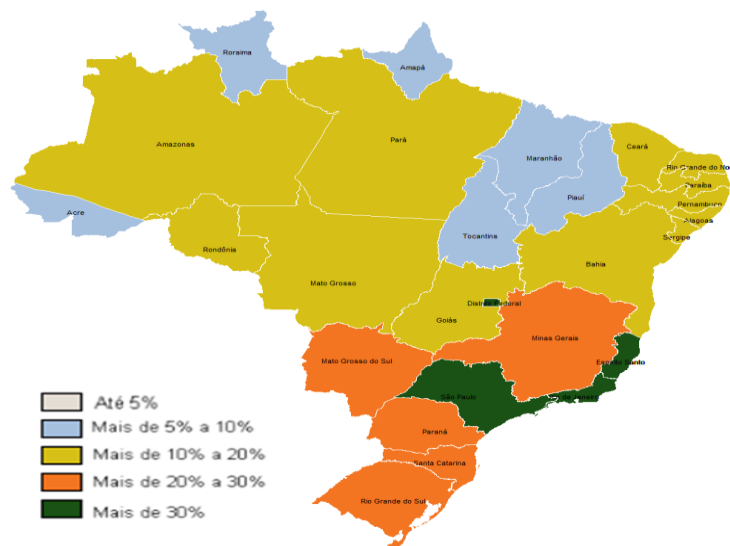 Roraima
Amapá
Amazonas
Pará
Maranhão
Ceará
Rio Grande do No
Paraíba
Piauí
Pernambuco
Acre
Alagoas
Tocantins
Sergipe
Rondônia
Bahia
Mato Grosso
Distrito Federal
Goiás
Minas Gerais
Mato Grosso do Sul
Espírito Santo
São Paulo
de Janeiro
Paraná
Santa Catarina
Rio Grande do Sul
Até 5%
Mais de 5% a 10%
Mais de 10% a 20%
Mais de 20% a 30%
Mais de 30%